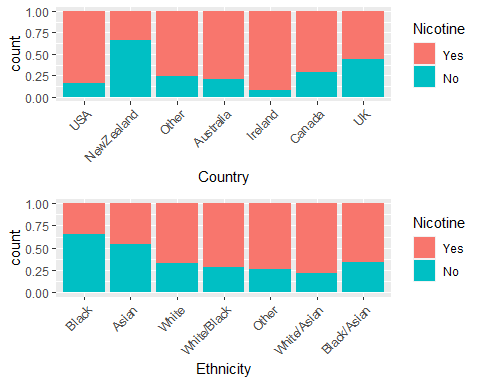 1.00
0.75
0.50
0.25
0.00
count
USA
NewZealand
Other
Australia
Ireland
Canada
UK
Country
Nicotine
Yes
No
1.00
0.75
0.50
0.25
0.00
count
Black
Asian
White
White/Black
Other
White/Asian
Black/Asian
Ethnicity
Nicotine
Yes
No